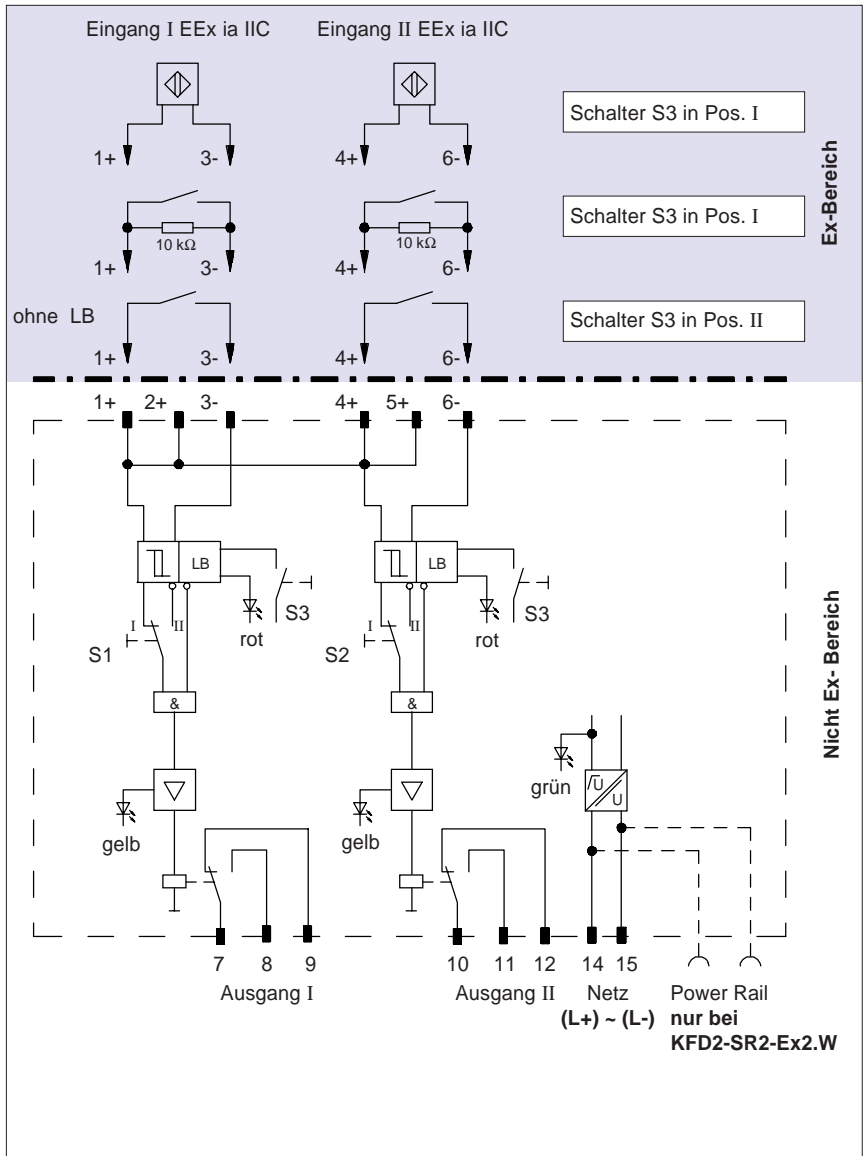 Eingang I EEx ia IIC Eingang II EEx ia IIC
Schalter S3 in Pos. I
1+ 3- 4+ 6-
Schalter S3 in Pos. I
10 kΩ 10 kΩ
1+ 3- 4+ 6-
ohne LB
Schalter S3 in Pos. II
1+ 3- 4+ 6-
Ex-Bereich
1+ 2+ 3- 4+ 5+ 6-
LB LB
S3 S3
I II I II
rot rot
S1 S2
& &
Nicht Ex- Bereich
grün
U
U
gelb gelb
7 8 9 10 11 12 14 15
Ausgang I Ausgang II Netz Power Rail
(L+) ~ (L-) nur bei
KFD2-SR2-Ex2.W